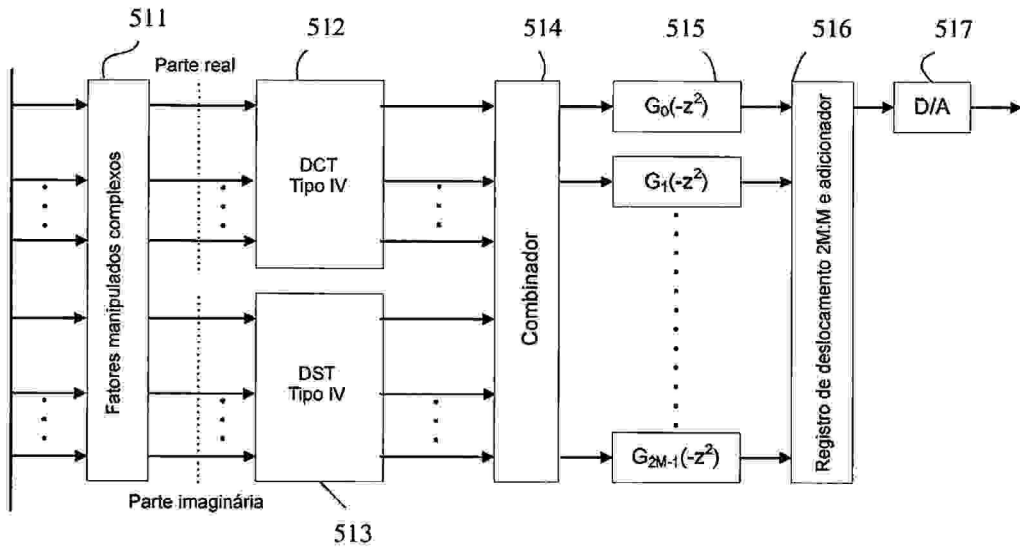 511
512
514
515
516
517
Parte real
Fatores manipulados complexos
DCT
Tipo IV
DST
Tipo IV
Combinador
G₀(-z²)
G₁(-z²)
G₂M-₁(-z²)
Registro de deslocamento 2M:M e adicionador
D/A
Parte imaginária
513